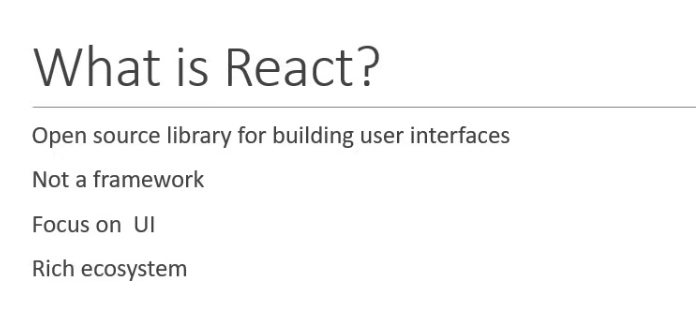 What is React?
Open source library for building user interfaces
Not a framework
Focus on  UI
Rich ecosystem